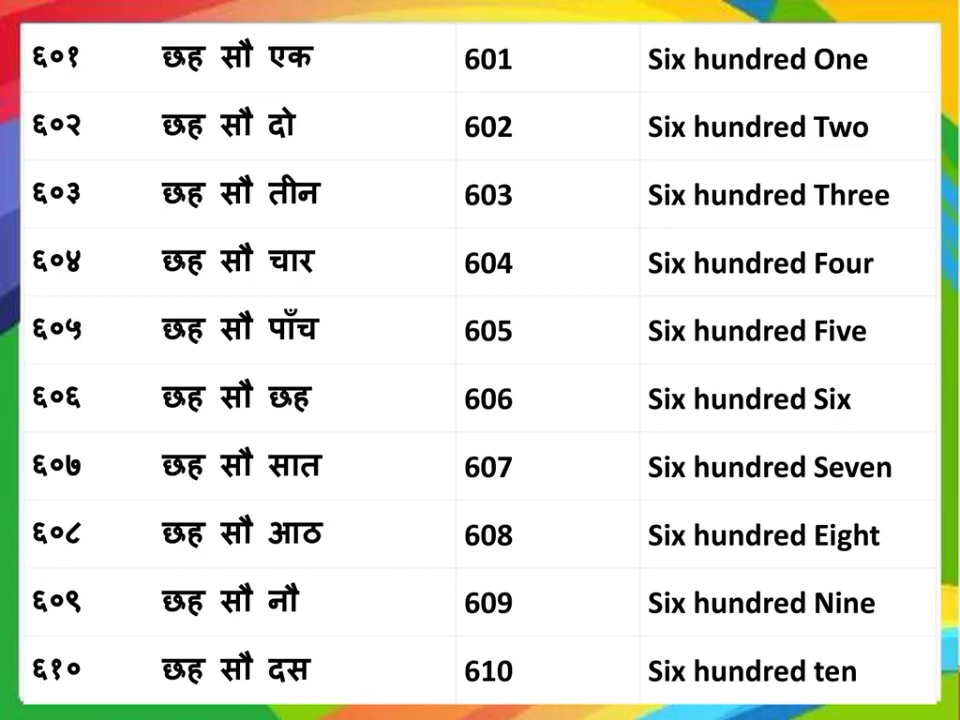 ६०१ छह सौ एक 601 Six hundred One
६०२ छह सौ दो 602 Six hundred Two
६०३ छह सौ तीन 603 Six hundred Three
६०४ छह सौ चार 604 Six hundred Four
६०५ छह सौ पाँच 605 Six hundred Five
६०६ छह सौ छह 606 Six hundred Six
६०७ छह सौ सात 607 Six hundred Seven
६०८ छह सौ आठ 608 Six hundred Eight
६०९ छह सौ नौ 609 Six hundred Nine
६१० छह सौ दस 610 Six hundred ten